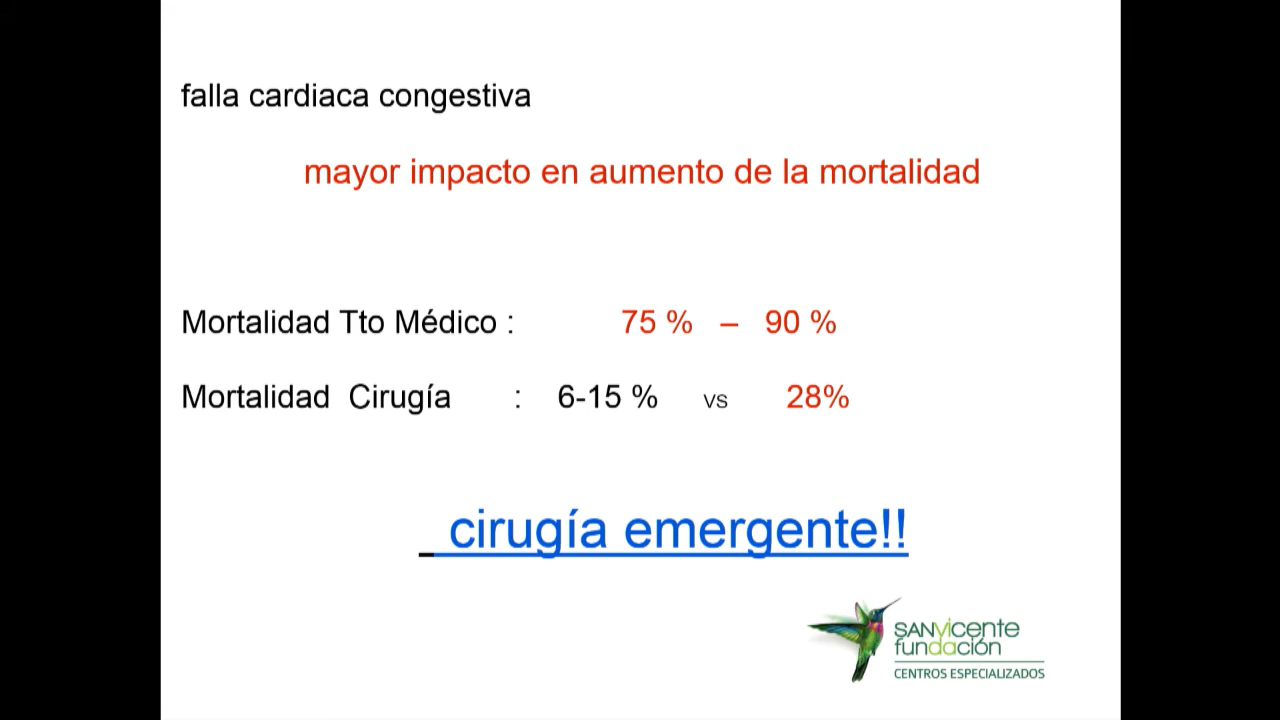 falla cardiaca congestiva
mayor impacto en aumento de la mortalidad
Mortalidad Tto Médico : 75 % – 90 %
Mortalidad Cirugía : 6-15 % vs 28%
cirugía emergente!!
SANVicente
fundación
CENTROS ESPECIALIZADOS